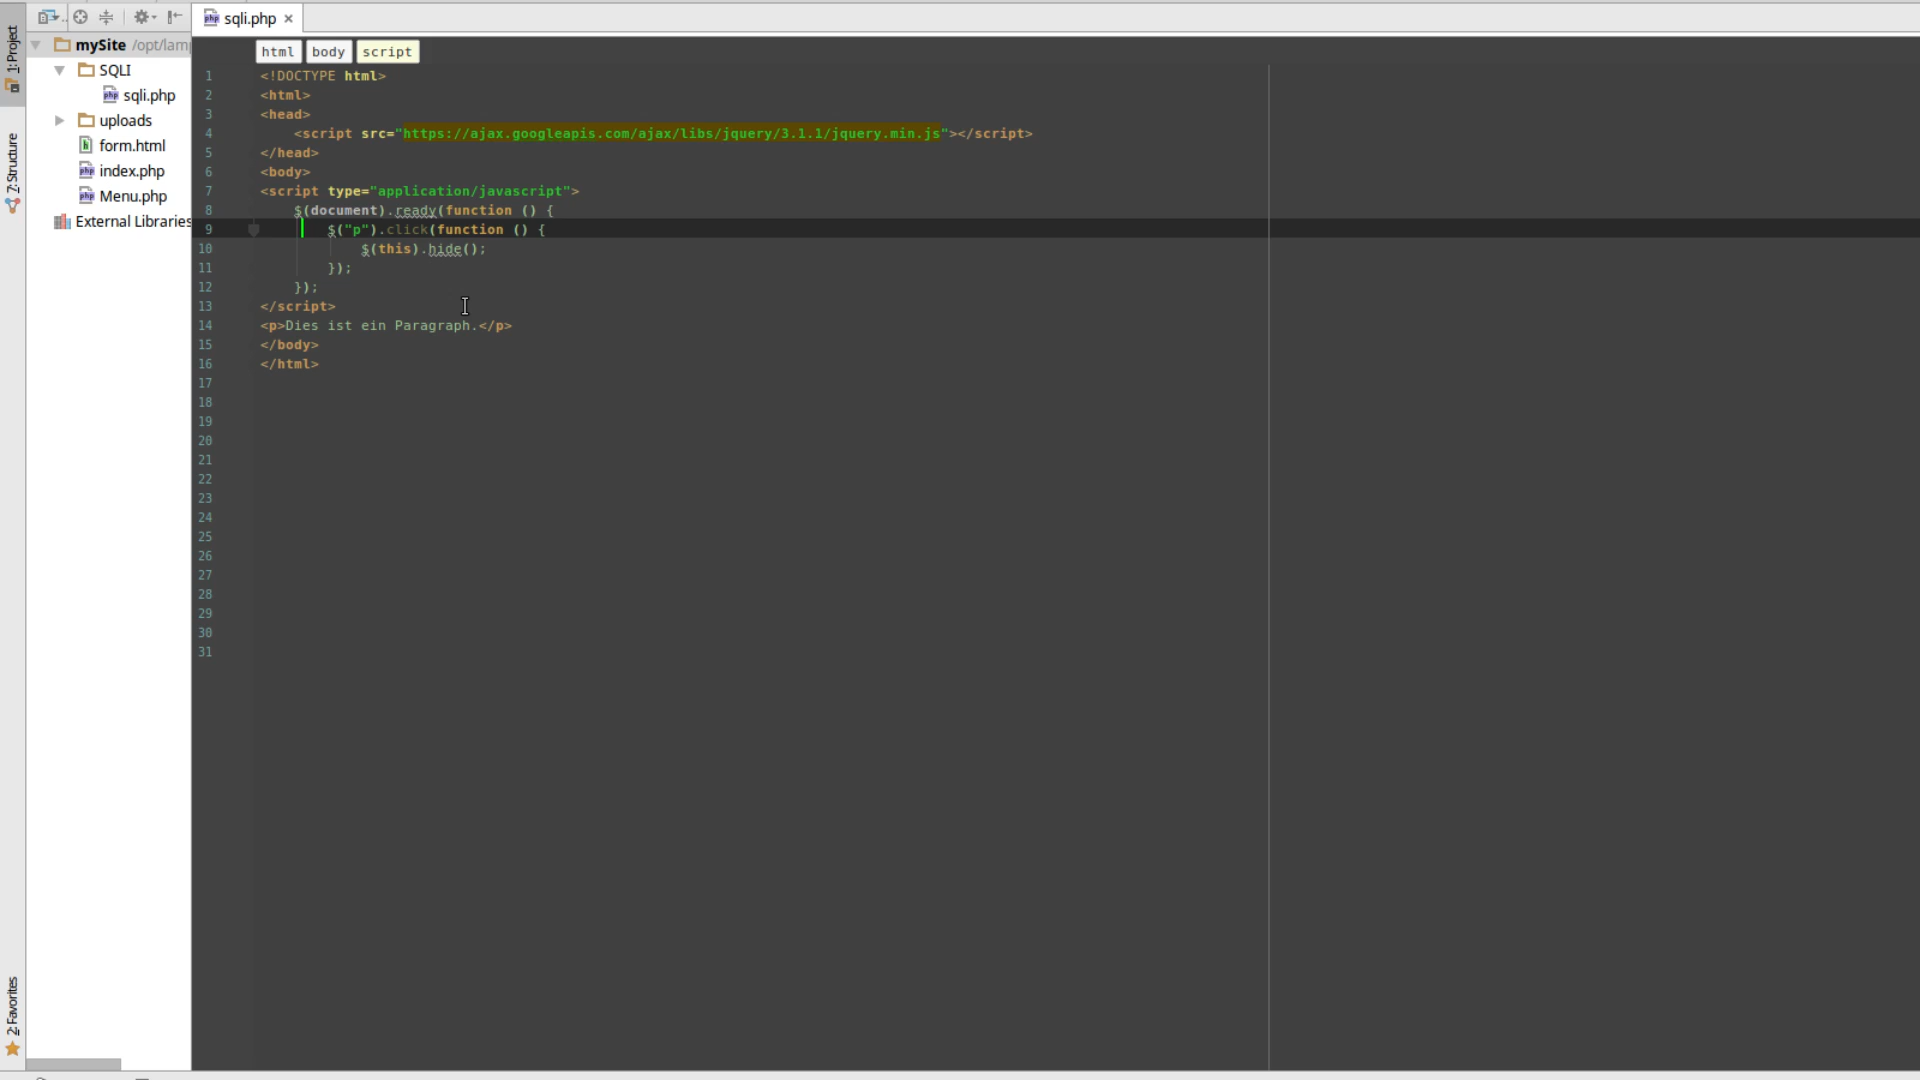 1: Project
7: Structure
2: Favorites
mySite /opt/lam
SQLI
sqli.php
uploads
form.html
index.php
Menu.php
External Libraries
sqli.php
html body script
1 <!DOCTYPE html>
2 <html>
3 <head>
4 <script src="https://ajax.googleapis.com/ajax/libs/jquery/3.1.1/jquery.min.js"></script>
5 </head>
6 <body>
7 <script type="application/javascript">
8 $(document).ready(function () {
9 $("p").click(function () {
10 $(this).hide();
11 });
12 });
13 </script>
14 <p>Dies ist ein Paragraph.</p>
15 </body>
16 </html>
17
18
19
20
21
22
23
24
25
26
27
28
29
30
31